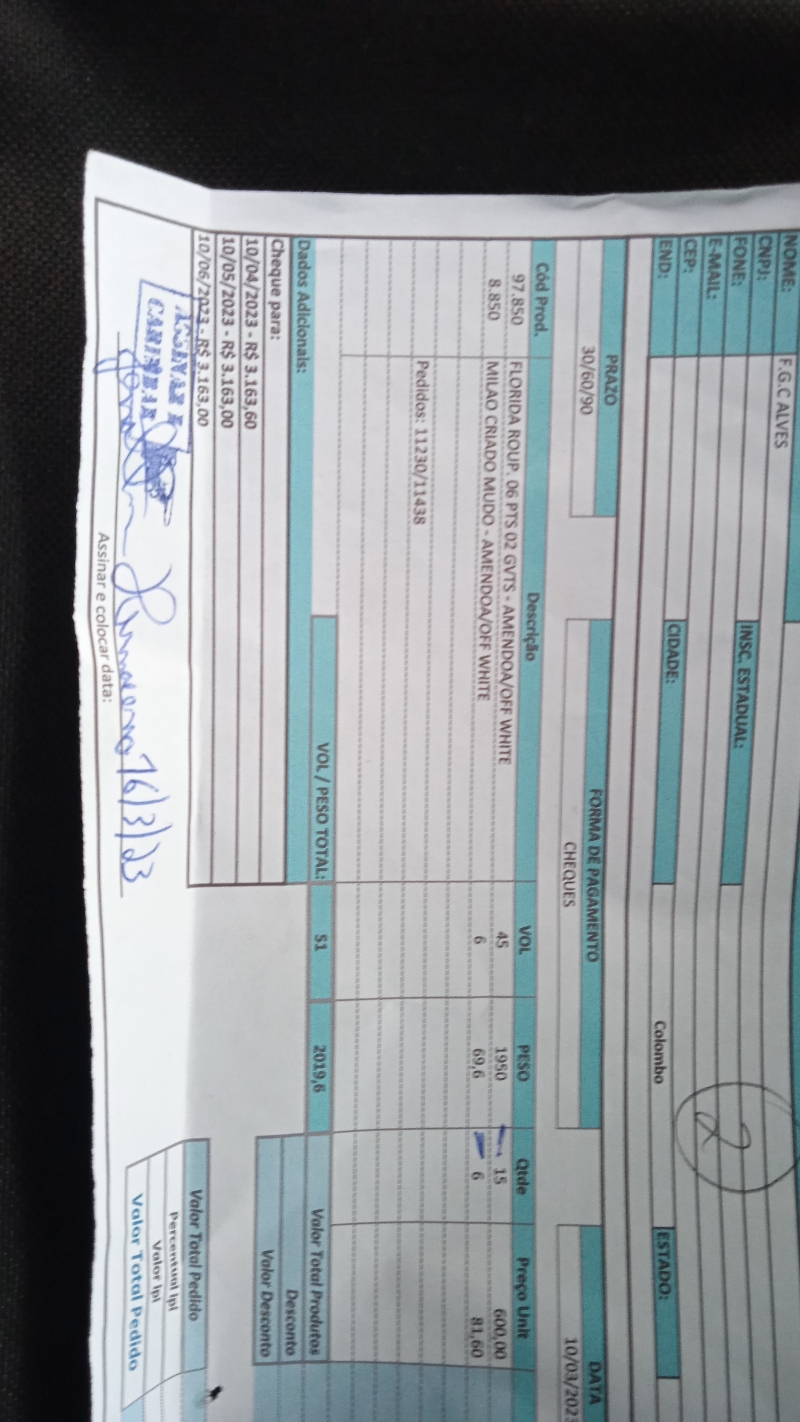 NOME: F.G.C ALVES
CNPJ:
FONE: INSC. ESTADUAL:
E-MAIL:
CEP:
END: CIDADE: Colombo ESTADO:
2
PRAZO FORMA DE PAGAMENTO DATA
30/60/90 CHEQUES 10/03/202
Cód Prod. Descrição VOL PESO Qtde Preço Unit
97.850 FLORIDA ROUP. 06 PTS 02 GVTS - AMENDOA/OFF WHITE 45 1950 15 600,00
8.850 MILAO CRIADO MUDO - AMENDOA/OFF WHITE 6 69,6 6 81,60
Pedidos: 11230/11438
VOL / PESO TOTAL: 51 2019,6 Valor Total Produtos
Dados Adicionais: Desconto
Cheque para: Valor Desconto
10/04/2023 - R$ 3.163,60
10/05/2023 - R$ 3.163,00
10/06/2023 - R$ 3.163,00
Valor Total Pedido
Percentual Ipi
Valor Ipi
Valor Total Pedido
ASSINAR E
CARIMBAR
16/3/23
Assinar e colocar data: